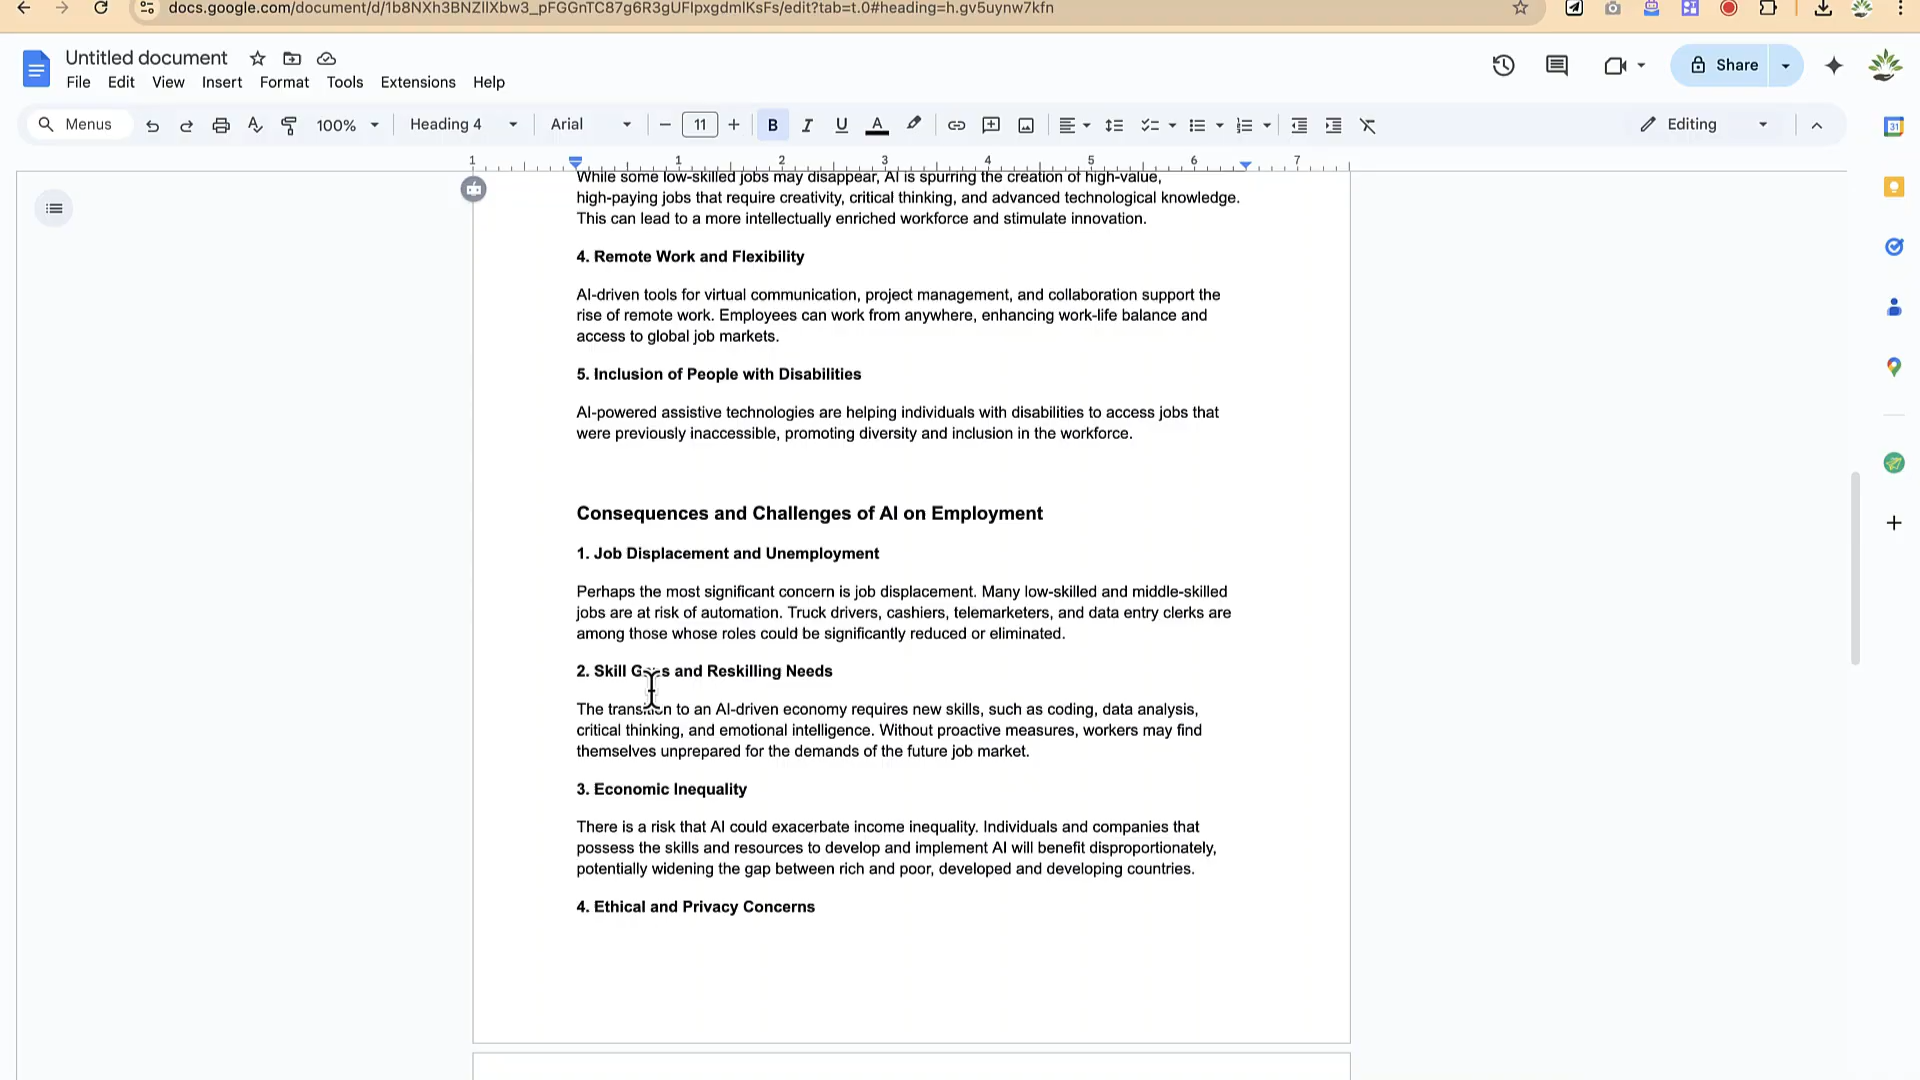 docs.google.com/document/d/1b8NXh3BNZIlXbw3_pFGGnTC87g6R3gUFlpxgdmlKsFs/edit?tab=t.0#heading=h.gv5uynw7kfn
Untitled document
File Edit View Insert Format Tools Extensions Help
Share
Menus 100% Heading 4 Arial 11 B I U A Editing
1 1 2 3 4 5 6 7
While some low-skilled jobs may disappear, AI is spurring the creation of high-value,
high-paying jobs that require creativity, critical thinking, and advanced technological knowledge.
This can lead to a more intellectually enriched workforce and stimulate innovation.
4. Remote Work and Flexibility
AI-driven tools for virtual communication, project management, and collaboration support the
rise of remote work. Employees can work from anywhere, enhancing work-life balance and
access to global job markets.
5. Inclusion of People with Disabilities
AI-powered assistive technologies are helping individuals with disabilities to access jobs that
were previously inaccessible, promoting diversity and inclusion in the workforce.
Consequences and Challenges of AI on Employment
1. Job Displacement and Unemployment
Perhaps the most significant concern is job displacement. Many low-skilled and middle-skilled
jobs are at risk of automation. Truck drivers, cashiers, telemarketers, and data entry clerks are
among those whose roles could be significantly reduced or eliminated.
2. Skill Gaps and Reskilling Needs
The transition to an AI-driven economy requires new skills, such as coding, data analysis,
critical thinking, and emotional intelligence. Without proactive measures, workers may find
themselves unprepared for the demands of the future job market.
3. Economic Inequality
There is a risk that AI could exacerbate income inequality. Individuals and companies that
possess the skills and resources to develop and implement AI will benefit disproportionately,
potentially widening the gap between rich and poor, developed and developing countries.
4. Ethical and Privacy Concerns